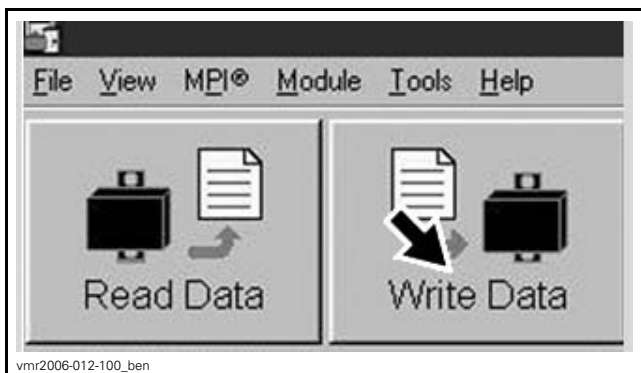 File View MPI® Module Tools Help
Read Data Write Data
vmr2006-012-100_ben